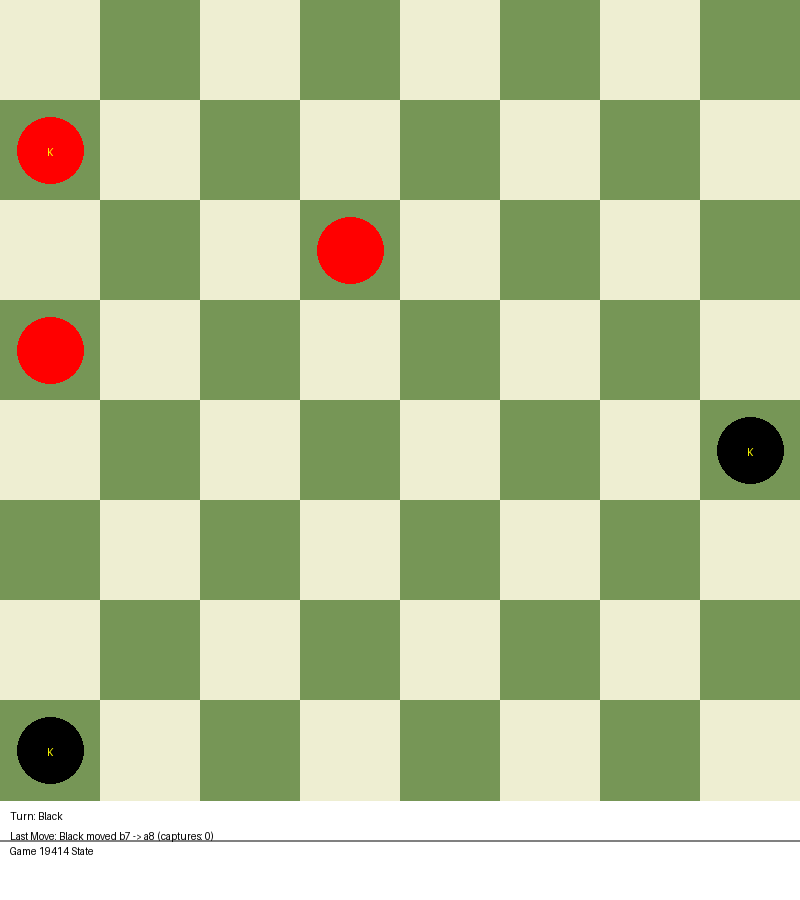 K
K
K
Turn: Black
Last Move: Black moved b7 -> a8 (captures: 0)
Game 19414 State